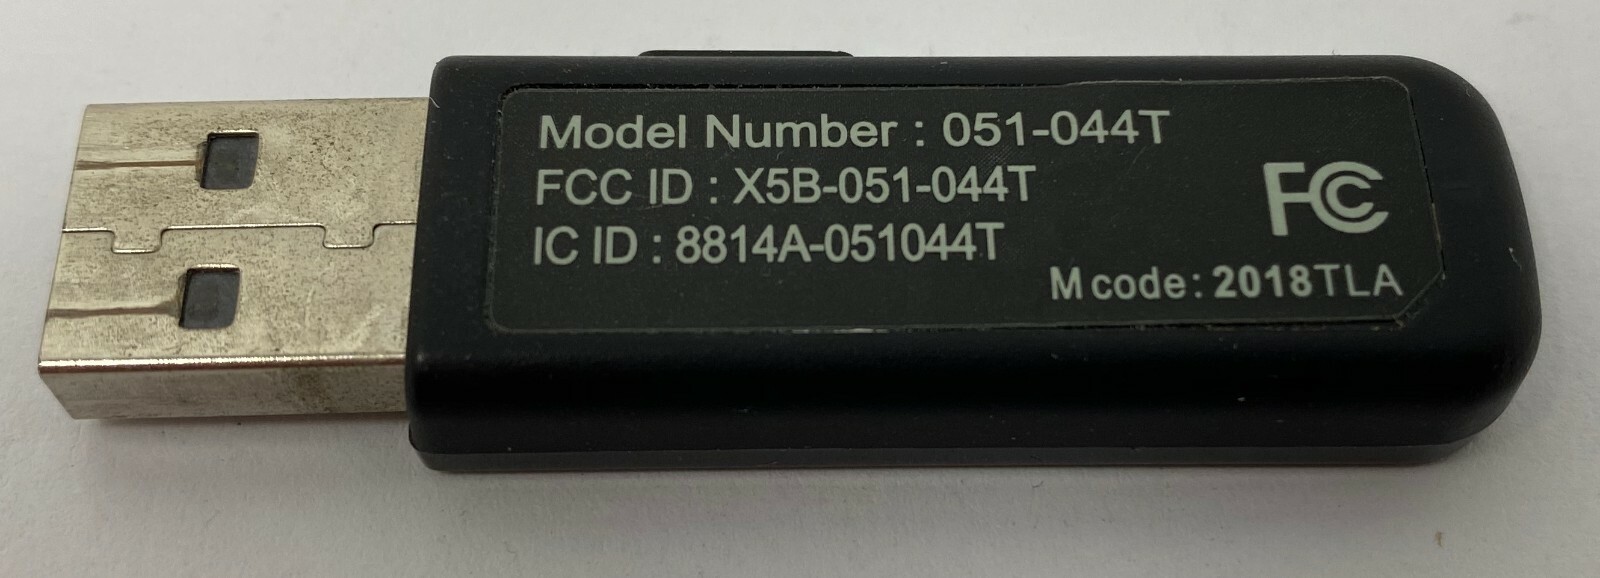 Model Number : 051-044T
FCC ID : X5B-051-044T
IC ID : 8814A-051044T
FC
M code: 2018TLA